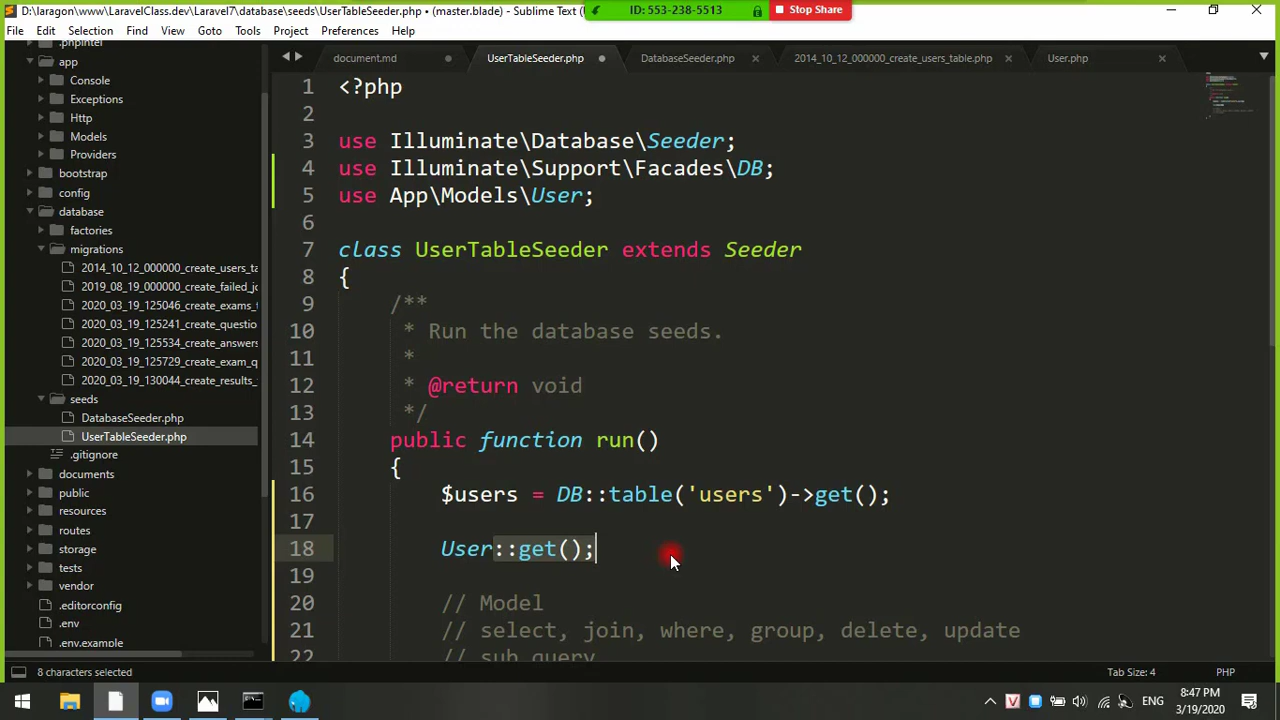 D:\laragon\www\LaravelClass.dev\Laravel7\database\seeds\UserTableSeeder.php • (master.blade) - Sublime Text (
ID: 553-238-5513
Stop Share
File Edit Selection Find View Goto Tools Project Preferences Help
document.md
UserTableSeeder.php
DatabaseSeeder.php
2014_10_12_000000_create_users_table.php
User.php
.phpintel
app
Console
Exceptions
Http
Models
Providers
bootstrap
config
database
factories
migrations
2014_10_12_000000_create_users_ta
2019_08_19_000000_create_failed_jo
2020_03_19_125046_create_exams_t
2020_03_19_125241_create_questio
2020_03_19_125534_create_answers
2020_03_19_125729_create_exam_q
2020_03_19_130044_create_results_
seeds
DatabaseSeeder.php
UserTableSeeder.php
.gitignore
documents
public
resources
routes
storage
tests
vendor
.editorconfig
.env
.env.example
1 <?php
2
3 use Illuminate\Database\Seeder;
4 use Illuminate\Support\Facades\DB;
5 use App\Models\User;
6
7 class UserTableSeeder extends Seeder
8 {
9 /**
10 * Run the database seeds.
11 *
12 * @return void
13 */
14 public function run()
15 {
16 $users = DB::table('users')->get();
17
18 User::get();
19
20 // Model
21 // select, join, where, group, delete, update
22 // sub query
8 characters selected
Tab Size: 4
PHP
ENG
8:47 PM
3/19/2020